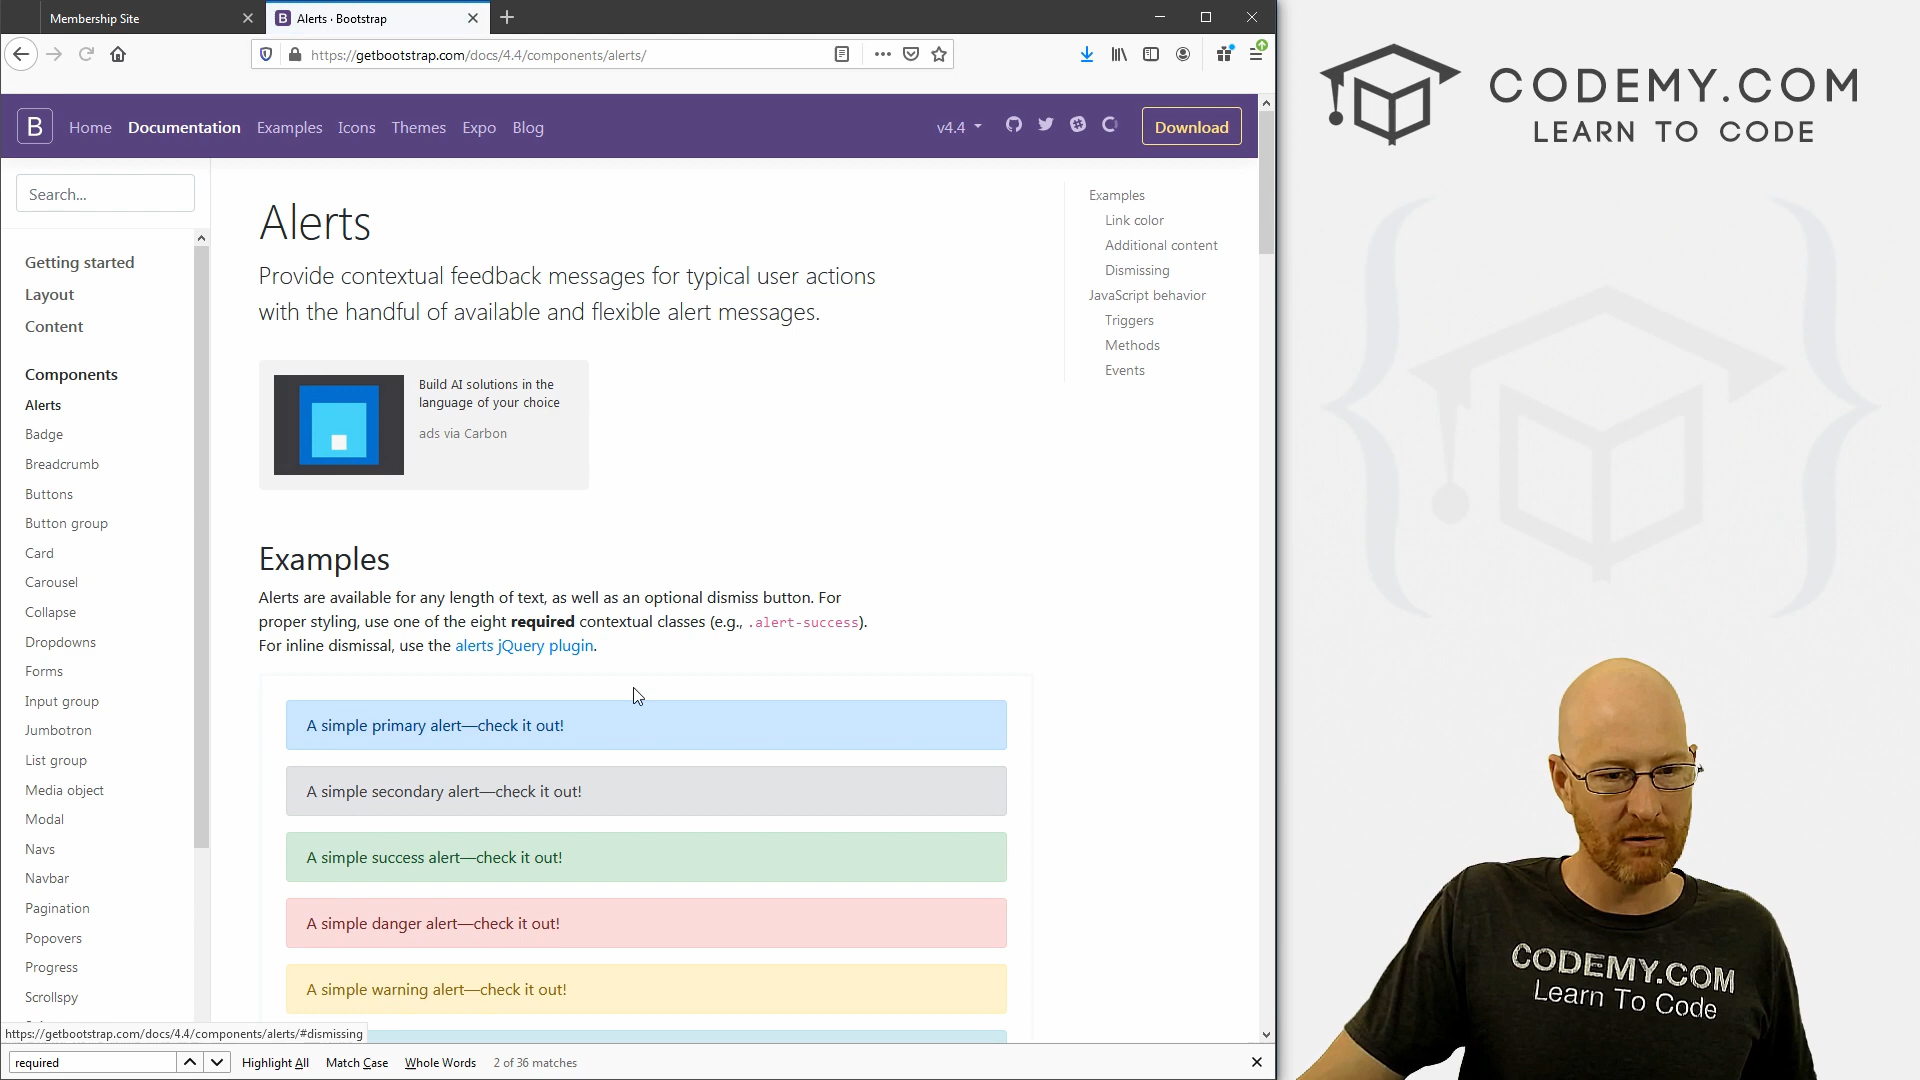 Membership Site
Alerts · Bootstrap
https://getbootstrap.com/docs/4.4/components/alerts/
B
Home
Documentation
Examples
Icons
Themes
Expo
Blog
v4.4
Download
Search...
Getting started
Layout
Content
Components
Alerts
Badge
Breadcrumb
Buttons
Button group
Card
Carousel
Collapse
Dropdowns
Forms
Input group
Jumbotron
List group
Media object
Modal
Navs
Navbar
Pagination
Popovers
Progress
Scrollspy
Alerts
Provide contextual feedback messages for typical user actions
with the handful of available and flexible alert messages.
Build AI solutions in the
language of your choice
ads via Carbon
Examples
Alerts are available for any length of text, as well as an optional dismiss button. For
proper styling, use one of the eight required contextual classes (e.g., .alert-success).
For inline dismissal, use the alerts jQuery plugin.
A simple primary alert—check it out!
A simple secondary alert—check it out!
A simple success alert—check it out!
A simple danger alert—check it out!
A simple warning alert—check it out!
Examples
Link color
Additional content
Dismissing
JavaScript behavior
Triggers
Methods
Events
https://getbootstrap.com/docs/4.4/components/alerts/#dismissing
required
Highlight All
Match Case
Whole Words
2 of 36 matches
CODEMY.COM
LEARN TO CODE
CODEMY.COM
Learn To Code